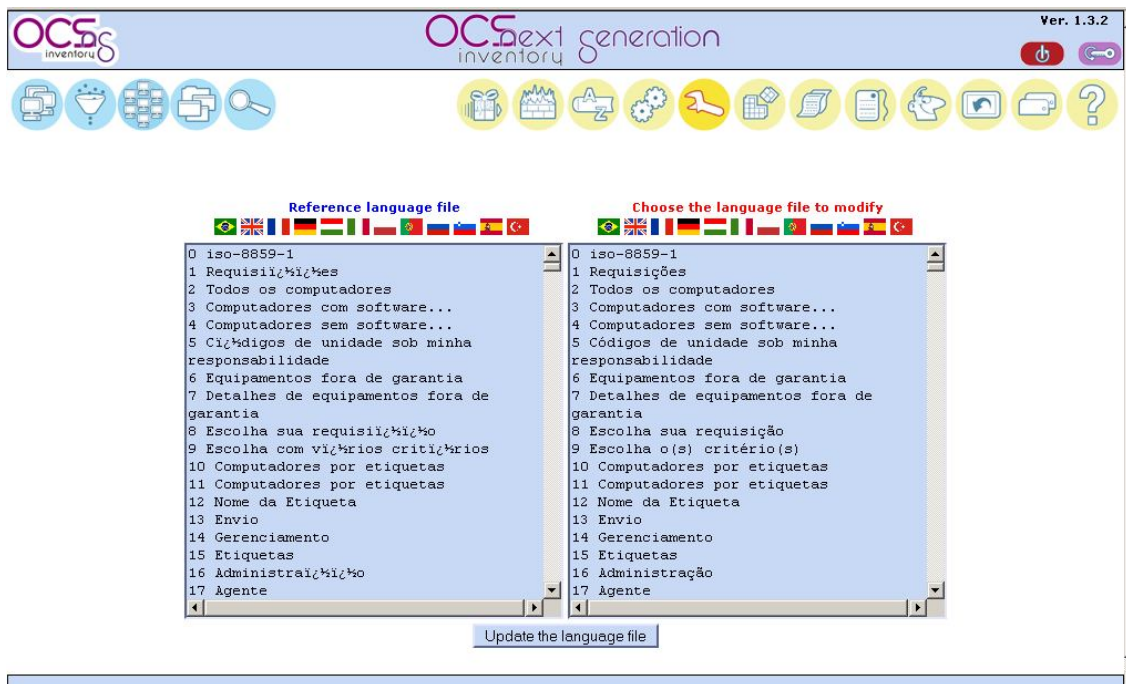 OCSng
inventory
OCSnext generation
inventory
Ver. 1.3.2
Reference language file
0 iso-8859-1
1 Requisiï¿½ï¿½es
2 Todos os computadores
3 Computadores com software...
4 Computadores sem software...
5 Cï¿½digos de unidade sob minha
responsabilidade
6 Equipamentos fora de garantia
7 Detalhes de equipamentos fora de
garantia
8 Escolha sua requisiï¿½ï¿½o
9 Escolha com vï¿½rios critï¿½rios
10 Computadores por etiquetas
11 Computadores por etiquetas
12 Nome da Etiqueta
13 Envio
14 Gerenciamento
15 Etiquetas
16 Administraï¿½ï¿½o
17 Agente
Choose the language file to modify
0 iso-8859-1
1 Requisições
2 Todos os computadores
3 Computadores com software...
4 Computadores sem software...
5 Códigos de unidade sob minha
responsabilidade
6 Equipamentos fora de garantia
7 Detalhes de equipamentos fora de
garantia
8 Escolha sua requisição
9 Escolha o(s) critério(s)
10 Computadores por etiquetas
11 Computadores por etiquetas
12 Nome da Etiqueta
13 Envio
14 Gerenciamento
15 Etiquetas
16 Administração
17 Agente
Update the language file